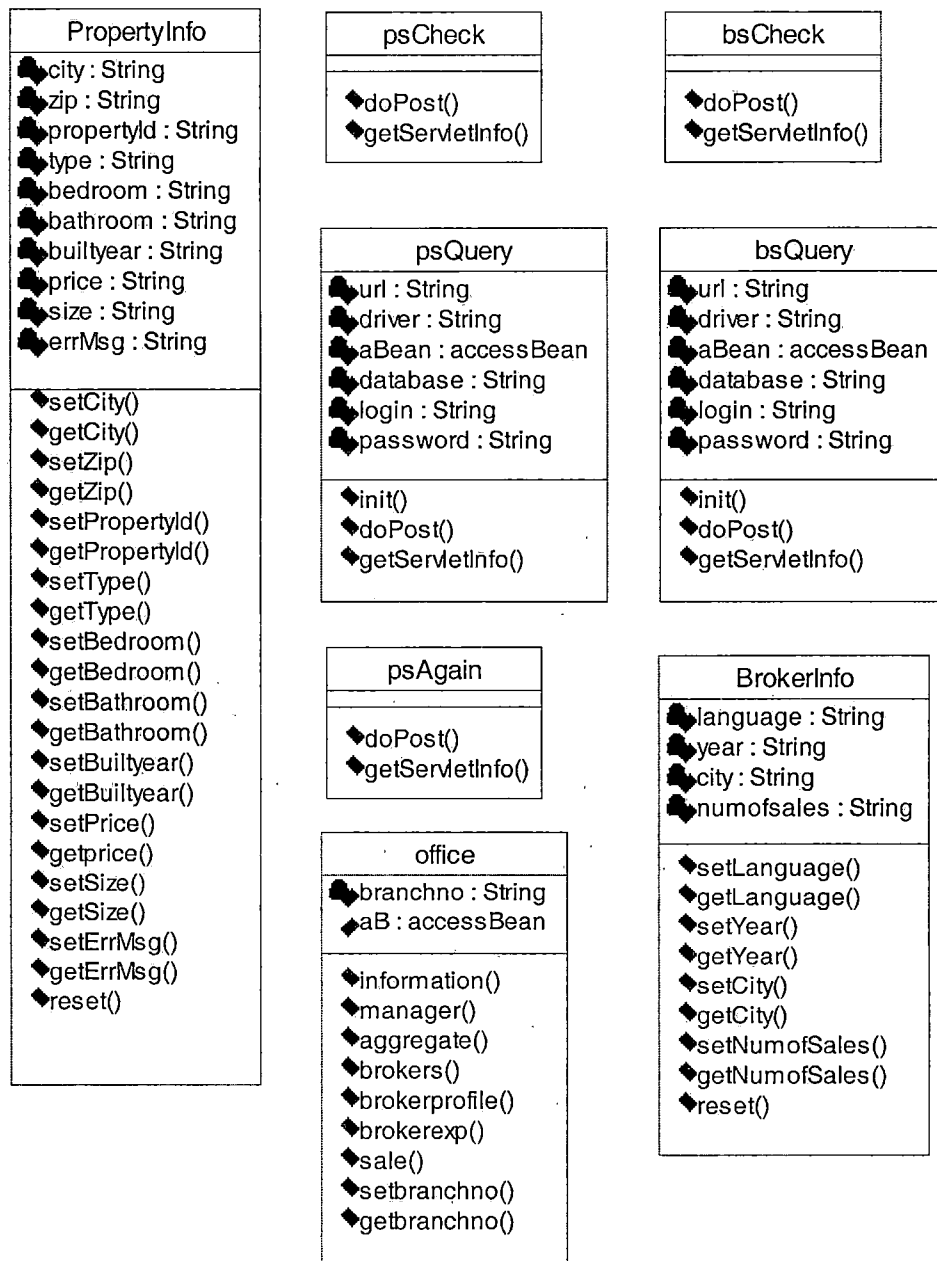 PropertyInfo
city : String
zip : String
propertyId : String
type : String
bedroom : String
bathroom : String
builtyear : String
price : String
size : String
errMsg : String
setCity()
getCity()
setZip()
getZip()
setPropertyId()
getPropertyId()
setType()
getType()
setBedroom()
getBedroom()
setBathroom()
getBathroom()
setBuiltyear()
getBuiltyear()
setPrice()
getprice()
setSize()
getSize()
setErrMsg()
getErrMsg()
reset()
psCheck
doPost()
getServletInfo()
bsCheck
doPost()
getServletInfo()
psQuery
url : String
driver : String
aBean : accessBean
database : String
login : String
password : String
init()
doPost()
getServletInfo()
bsQuery
url : String
driver : String
aBean : accessBean
database : String
login : String
password : String
init()
doPost()
getServletInfo()
psAgain
doPost()
getServletInfo()
BrokerInfo
language : String
year : String
city : String
numofsales : String
setLanguage()
getLanguage()
setYear()
getYear()
setCity()
getCity()
setNumofSales()
getNumofSales()
reset()
office
branchno : String
aB : accessBean
information()
manager()
aggregate()
brokers()
brokerprofile()
brokerexp()
sale()
setbranchno()
getbranchno()